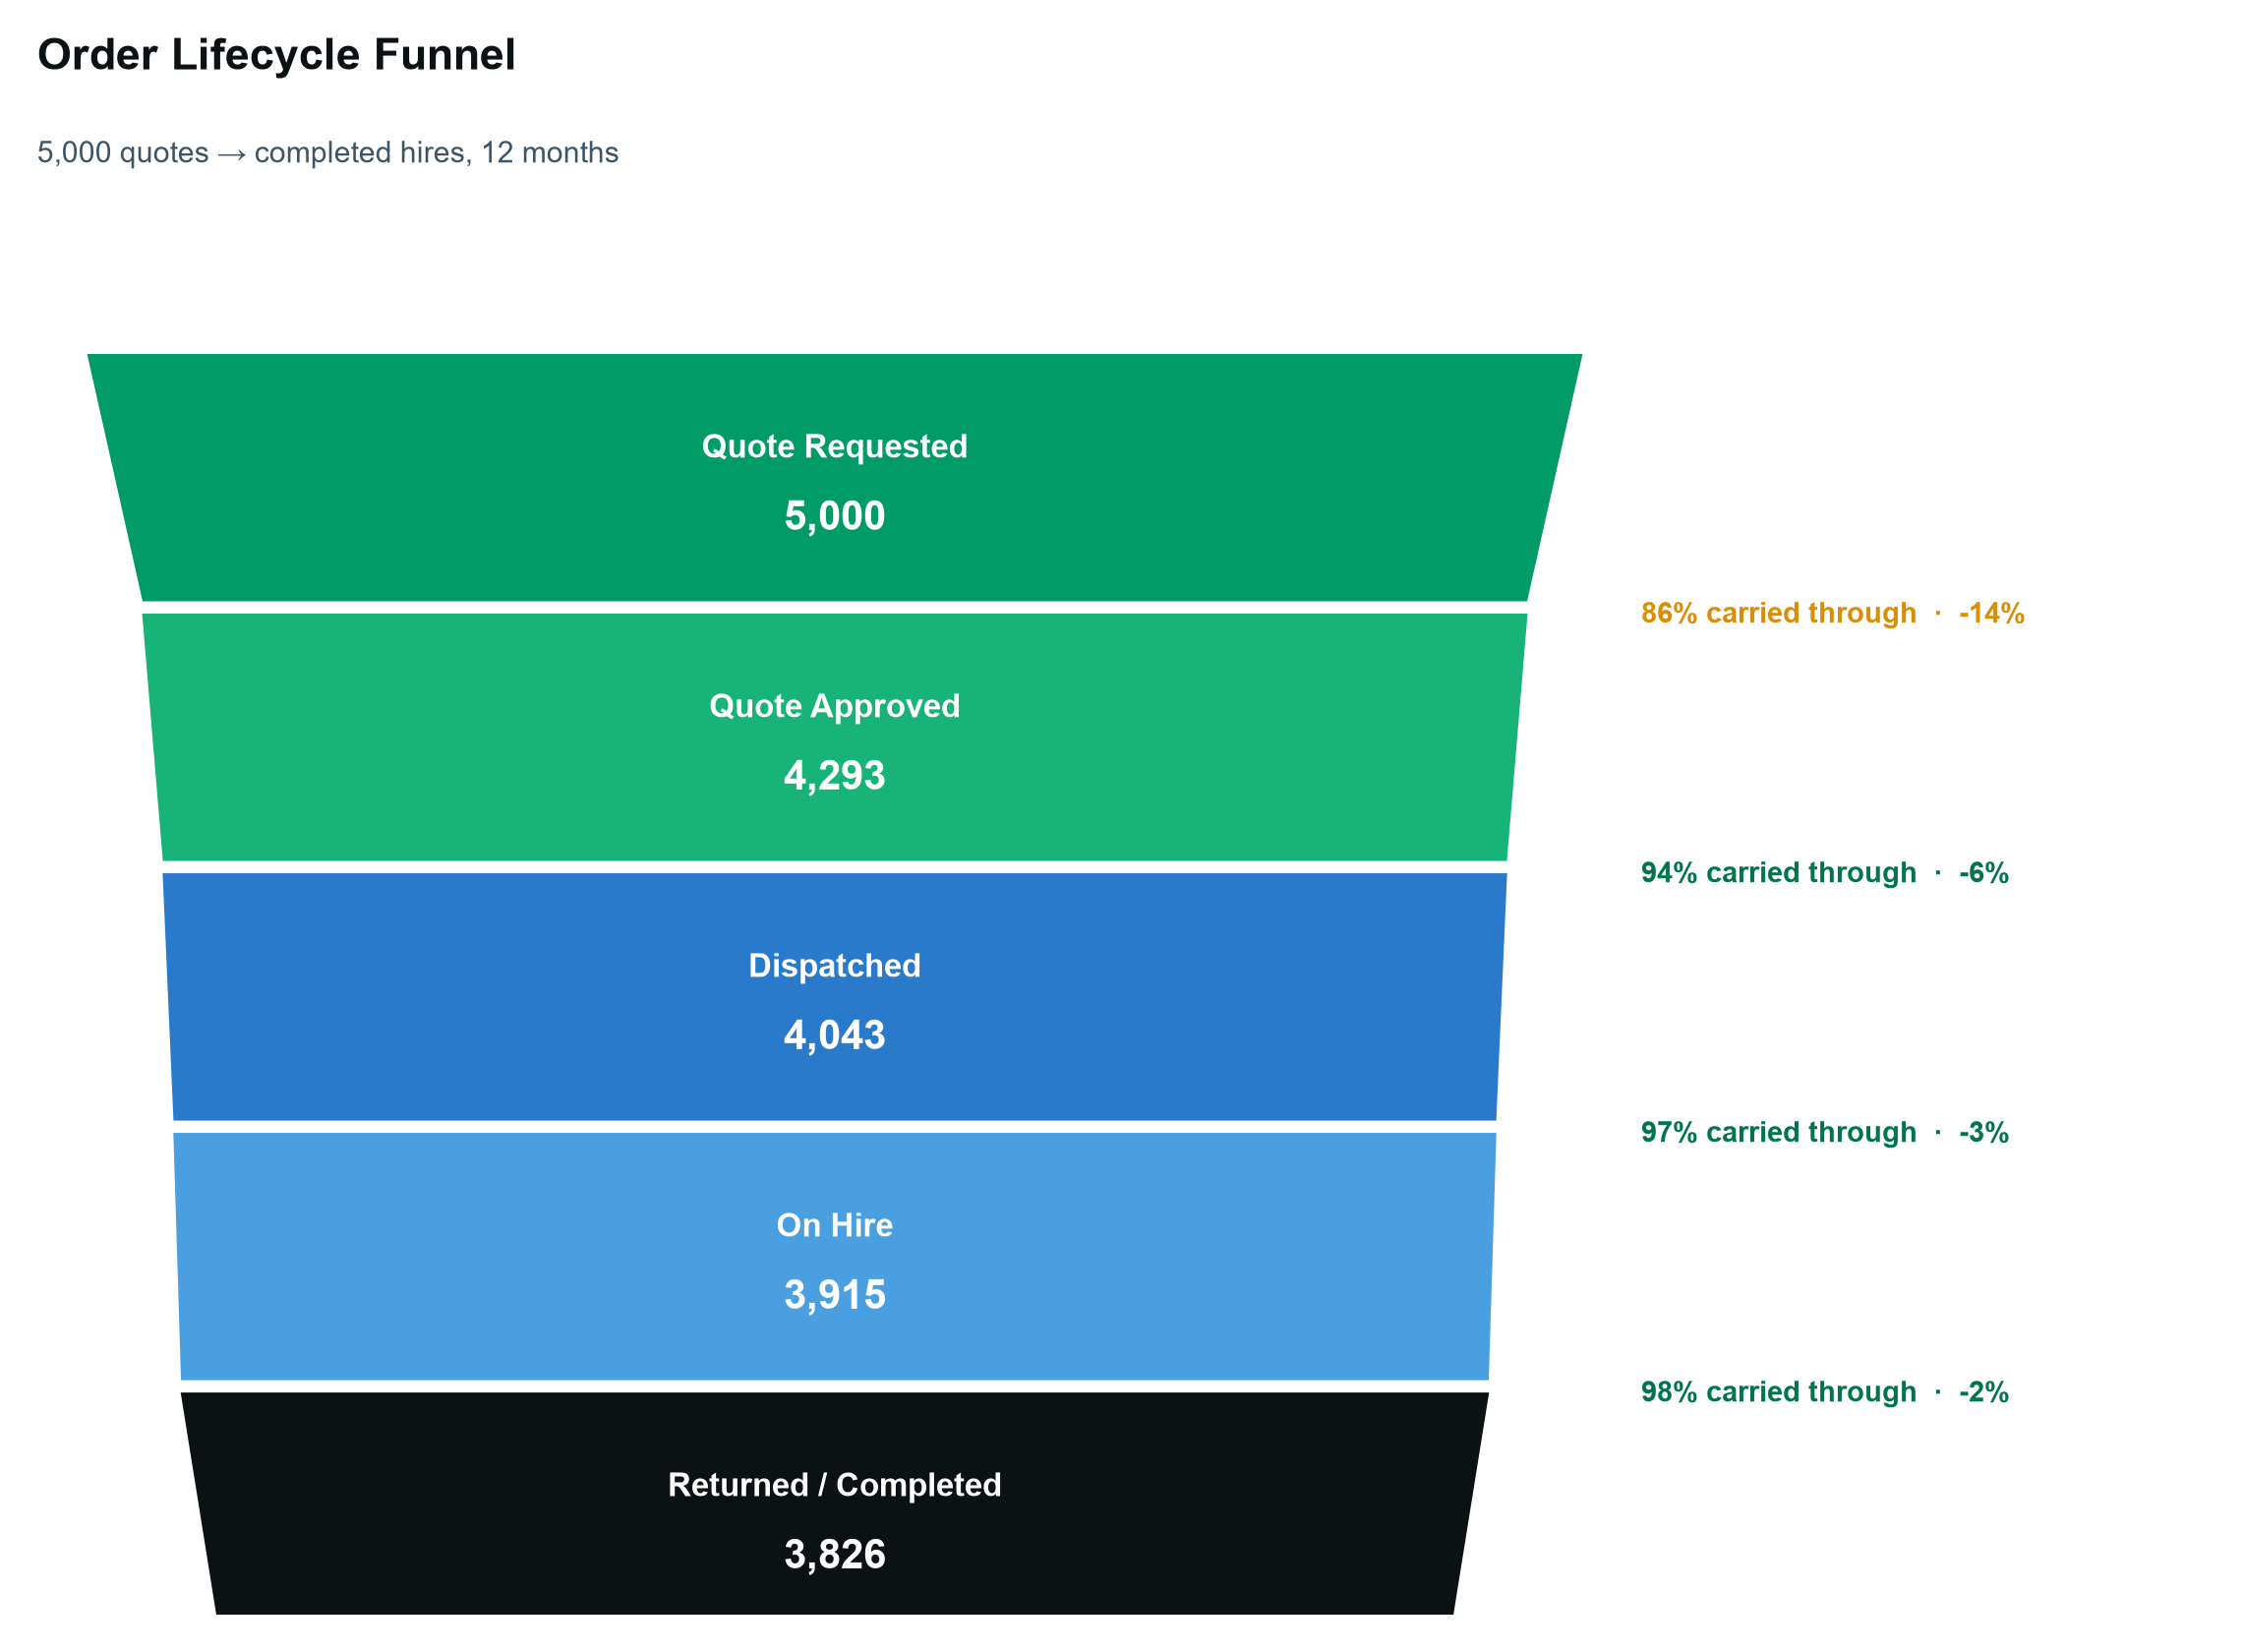 Order Lifecycle Funnel
5,000 quotes → completed hires, 12 months
Quote Requested
5,000
86% carried through · -14%
Quote Approved
4,293
94% carried through · -6%
Dispatched
4,043
97% carried through · -3%
On Hire
3,915
98% carried through · -2%
Returned / Completed
3,826